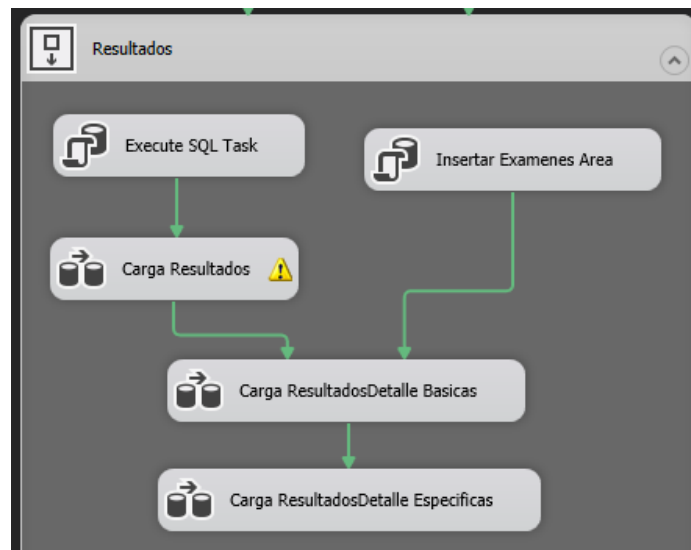 Resultados
Execute SQL Task
Insertar Examenes Area
Carga Resultados
Carga ResultadosDetalle Basicas
Carga ResultadosDetalle Especificas